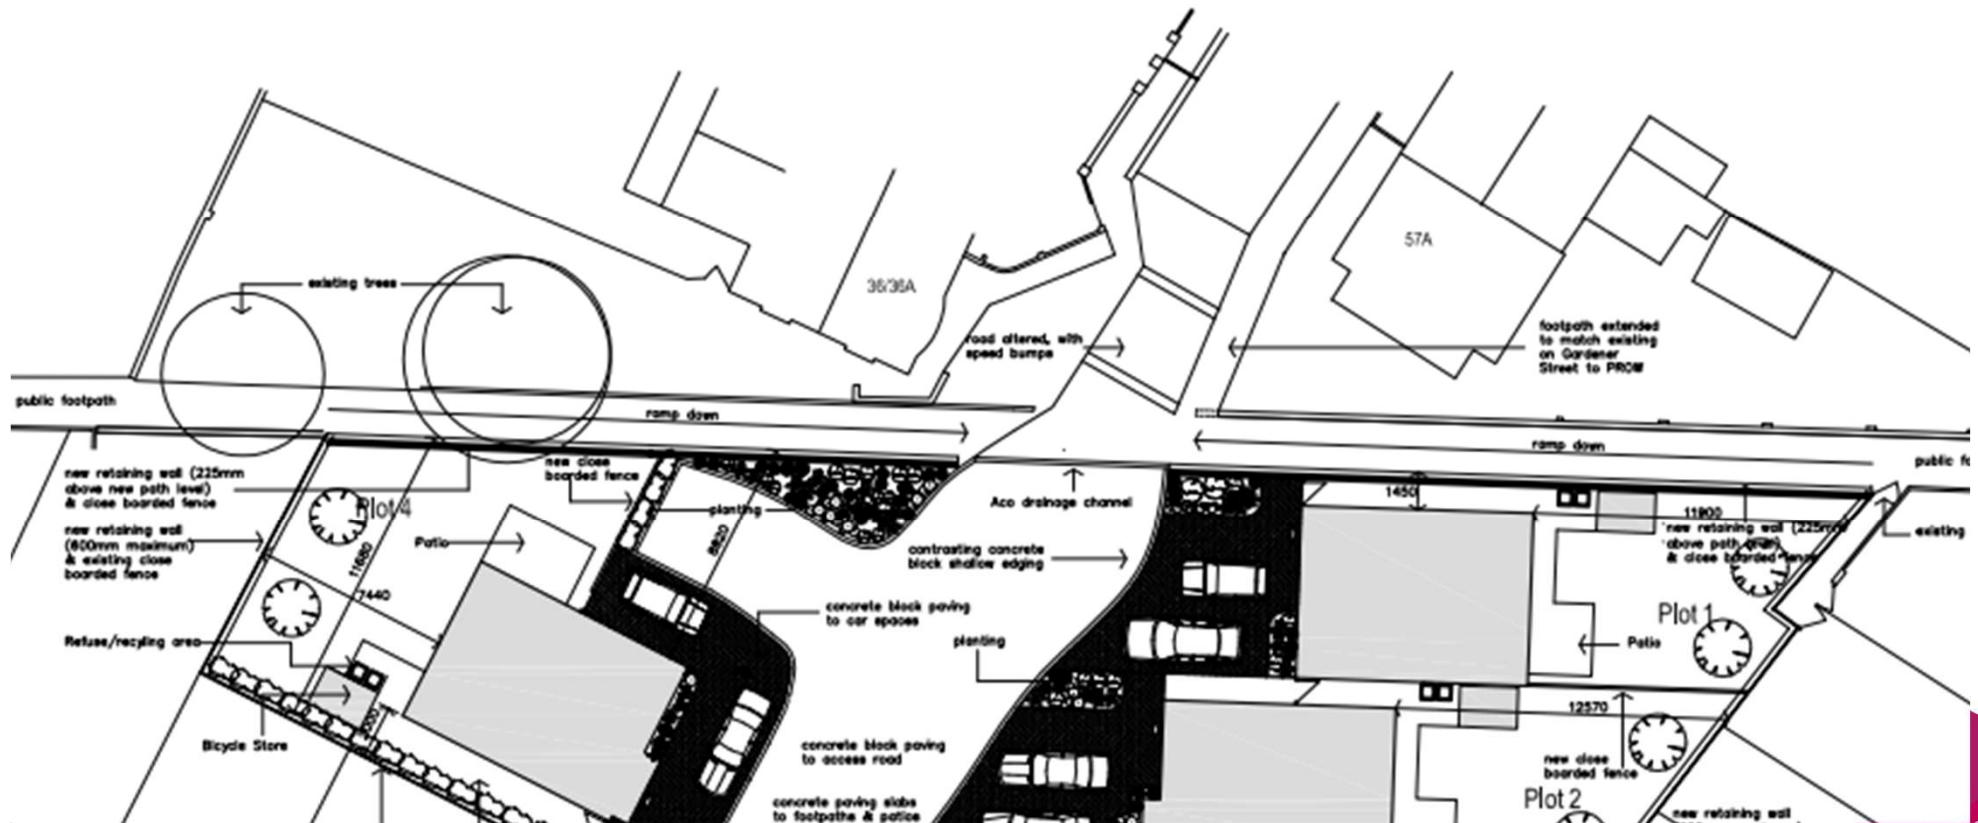 57A
36/36A
existing trees
road altered, with
speed bumps
footpath extended
to match existing
on Gardener
Street to PROW
public footpath
ramp down
ramp down
public fo
new retaining wall (225mm
above new path level)
& close boarded fence
new close
boarded fence
Aco drainage channel
1450
11900
existing
Plot 4
planting
new retaining wall (225mm
above path area)
& close boarded fence
new retaining wall
(600mm maximum)
& existing close
boarded fence
Patio
8820
contrasting concrete
block shallow edging
11680
7440
concrete block paving
to car spaces
Plot 1
Refuse/recyling area
planting
Patio
12570
Bicycle Store
concrete block paving
to access road
new close
boarded fence
Plot 2
concrete paving slabs
to footpaths & patios
new retaining wall